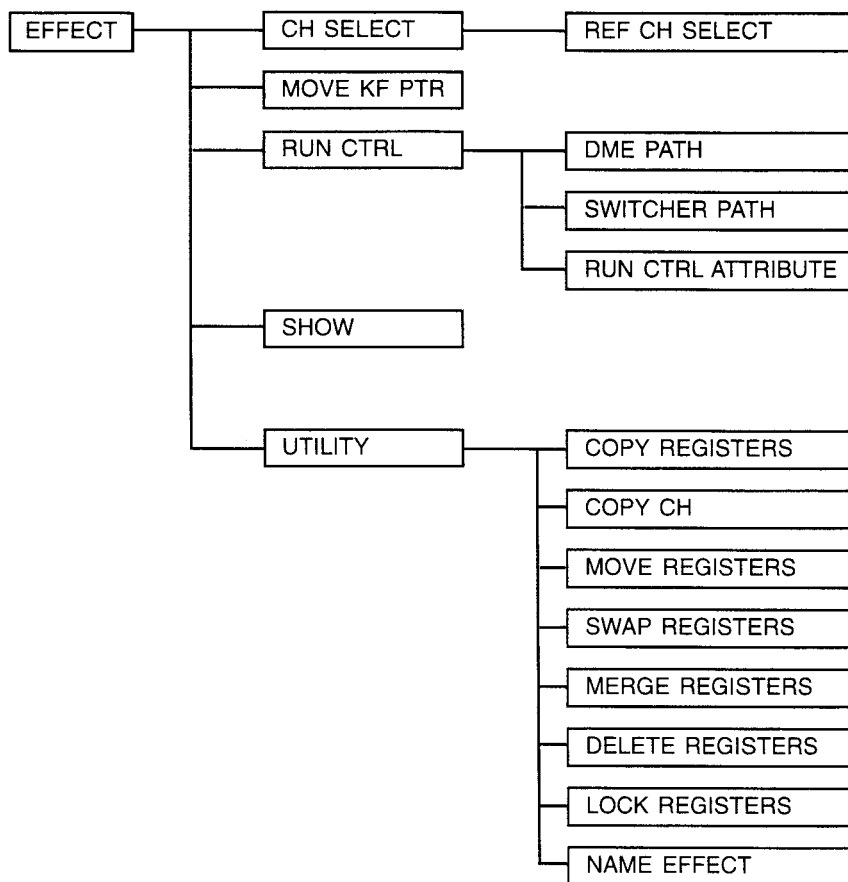 EFFECT
CH SELECT
REF CH SELECT
MOVE KF PTR
RUN CTRL
DME PATH
SWITCHER PATH
RUN CTRL ATTRIBUTE
SHOW
UTILITY
COPY REGISTERS
COPY CH
MOVE REGISTERS
SWAP REGISTERS
MERGE REGISTERS
DELETE REGISTERS
LOCK REGISTERS
NAME EFFECT